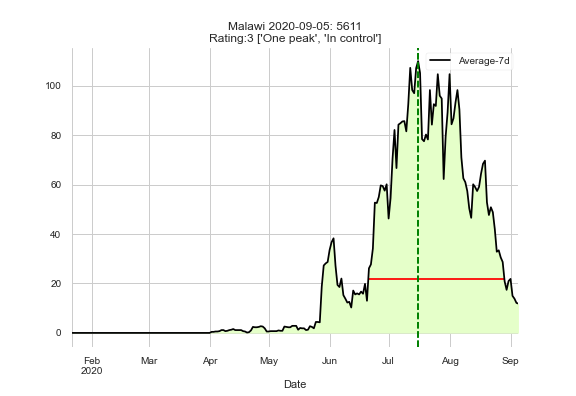 Malawi 2020-09-05: 5611
Rating:3 ['One peak', 'In control']
Average-7d
100
80
60
40
20
0
Feb Mar Apr May Jun Jul Aug Sep
2020
Date